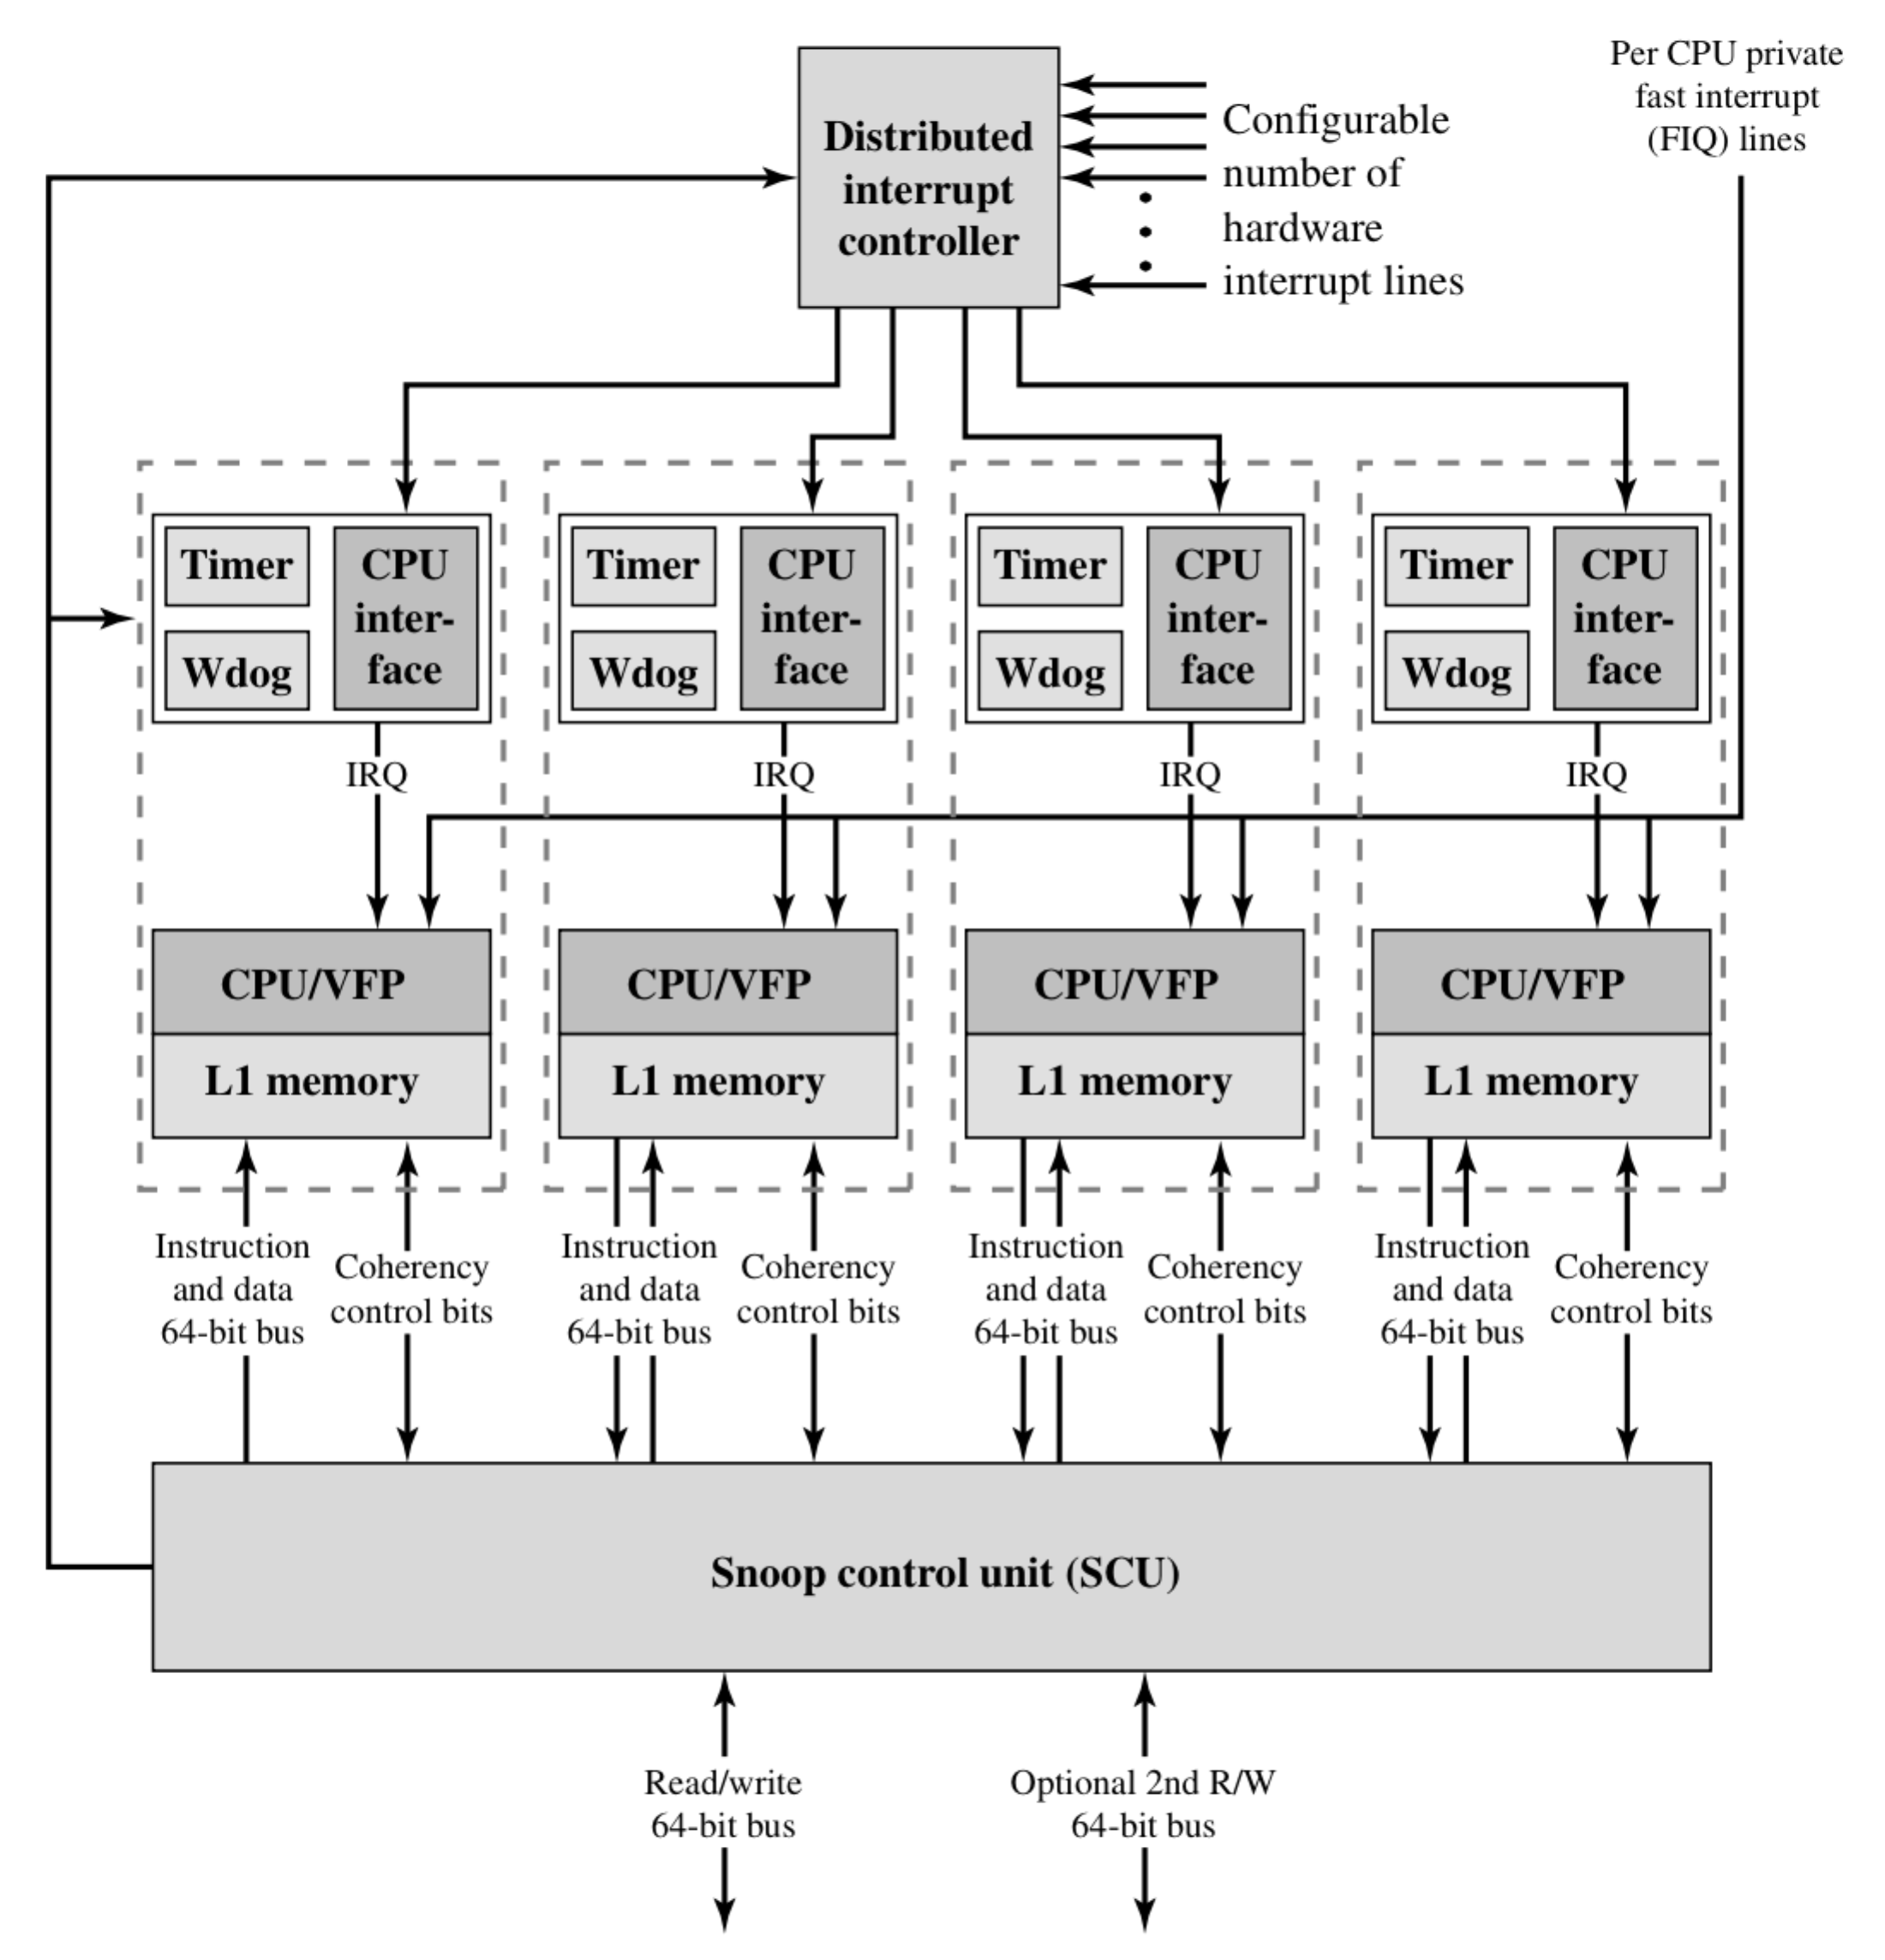 Per CPU private
fast interrupt
(FIQ) lines
Distributed
interrupt
controller
Configurable
number of
hardware
interrupt lines
Timer
Wdog
CPU
inter-
face
Timer
Wdog
CPU
inter-
face
Timer
Wdog
CPU
inter-
face
Timer
Wdog
CPU
inter-
face
IRQ
IRQ
IRQ
IRQ
CPU/VFP
L1 memory
CPU/VFP
L1 memory
CPU/VFP
L1 memory
CPU/VFP
L1 memory
Instruction
and data
64-bit bus
Coherency
control bits
Instruction
and data
64-bit bus
Coherency
control bits
Instruction
and data
64-bit bus
Coherency
control bits
Instruction
and data
64-bit bus
Coherency
control bits
Snoop control unit (SCU)
Read/write
64-bit bus
Optional 2nd R/W
64-bit bus